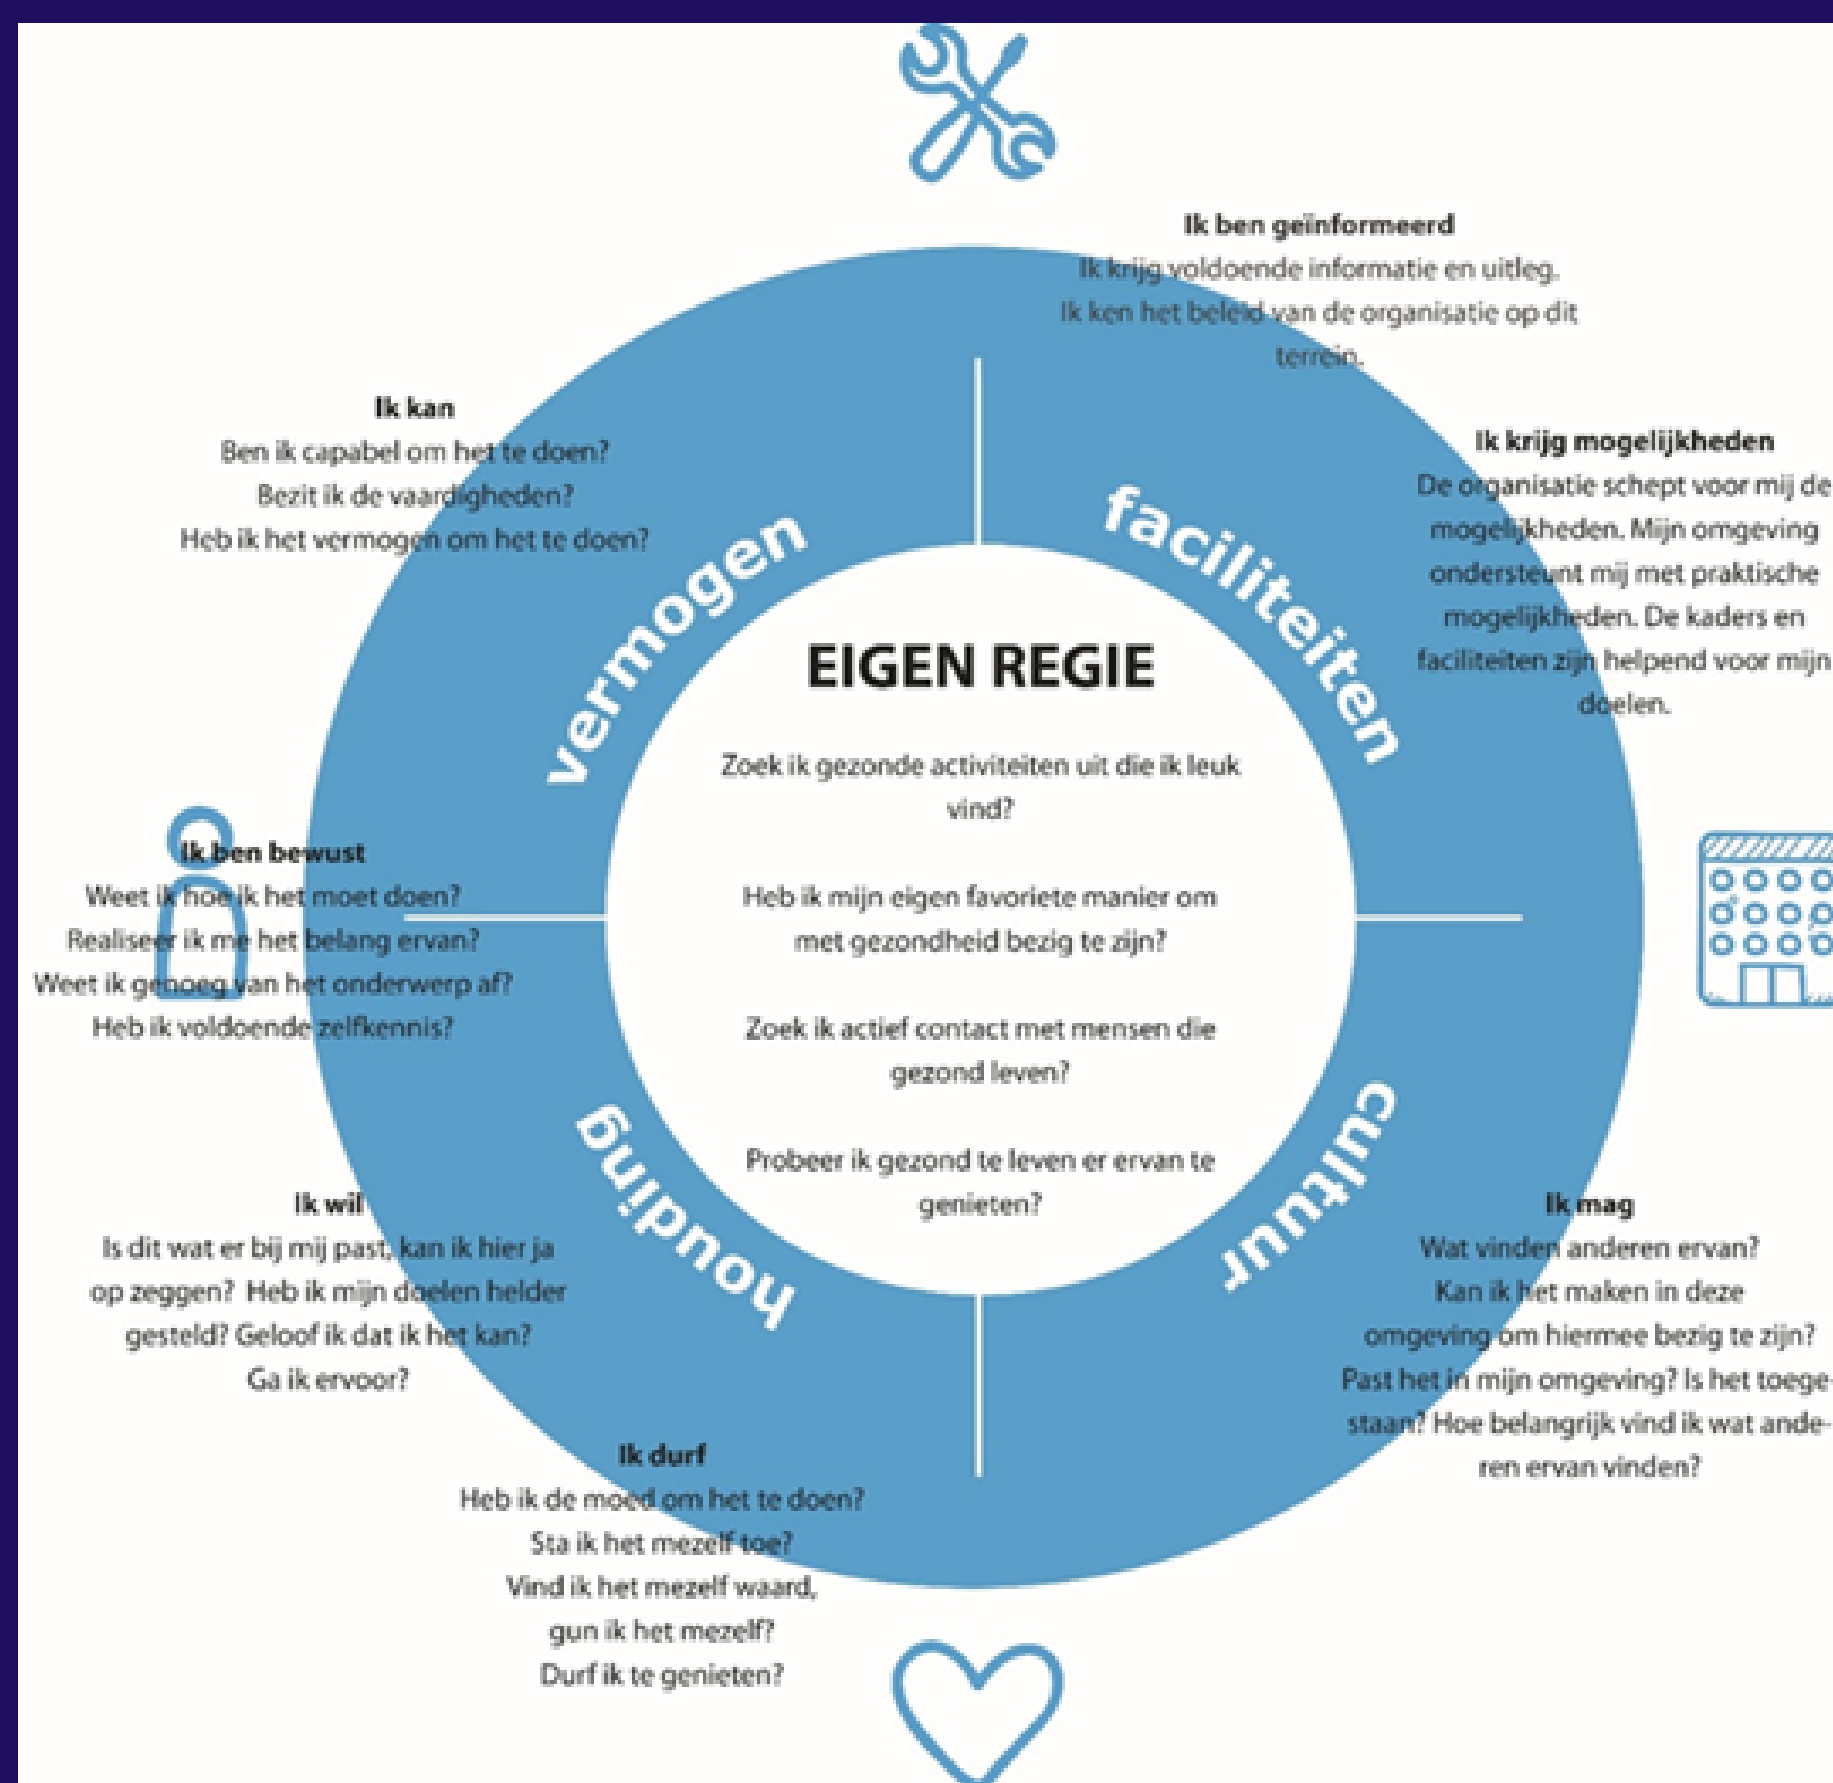 Ik ben geïnformeerd
Ik krijg voldoende informatie en uitleg.
Ik ken het beleid van de organisatie op dit
terrein.
Ik kan
Ben ik capabel om het te doen?
Bezit ik de vaardigheden?
Heb ik het vermogen om het te doen?
Ik krijg mogelijkheden
De organisatie schept voor mij de
mogelijkheden. Mijn omgeving
ondersteunt mij met praktische
mogelijkheden. De kaders en
faciliteiten zijn helpend voor mijn
doelen.
vermogen
faciliteiten
EIGEN REGIE
Zoek ik gezonde activiteiten uit die ik leuk
vind?
Heb ik mijn eigen favoriete manier om
met gezondheid bezig te zijn?
Zoek ik actief contact met mensen die
gezond leven?
Probeer ik gezond te leven er ervan te
genieten?
Ik ben bewust
Weet ik hoe ik het moet doen?
Realiseer ik me het belang ervan?
Weet ik genoeg van het onderwerp af?
Heb ik voldoende zelfkennis?
houding
cultuur
Ik wil
Is dit wat er bij mij past, kan ik hier ja
op zeggen? Heb ik mijn doelen helder
gesteld? Geloof ik dat ik het kan?
Ga ik ervoor?
Ik mag
Wat vinden anderen ervan?
Kan ik het maken in deze
omgeving om hiermee bezig te zijn?
Past het in mijn omgeving? Is het toege-
staan? Hoe belangrijk vind ik wat ande-
ren ervan vinden?
Ik durf
Heb ik de moed om het te doen?
Sta ik het mezelf toe?
Vind ik het mezelf waard,
gun ik het mezelf?
Durf ik te genieten?